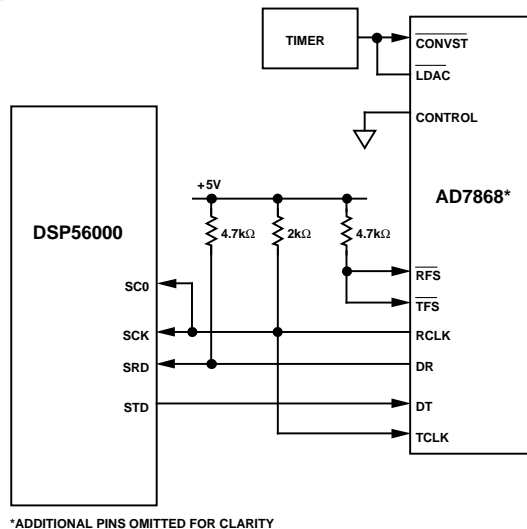 TIMER
CONVST
LDAC
CONTROL
+5V
AD7868*
DSP56000
4.7kΩ 2kΩ 4.7kΩ
SC0
RFS
TFS
SCK
RCLK
SRD
DR
STD
DT
TCLK
*ADDITIONAL PINS OMITTED FOR CLARITY